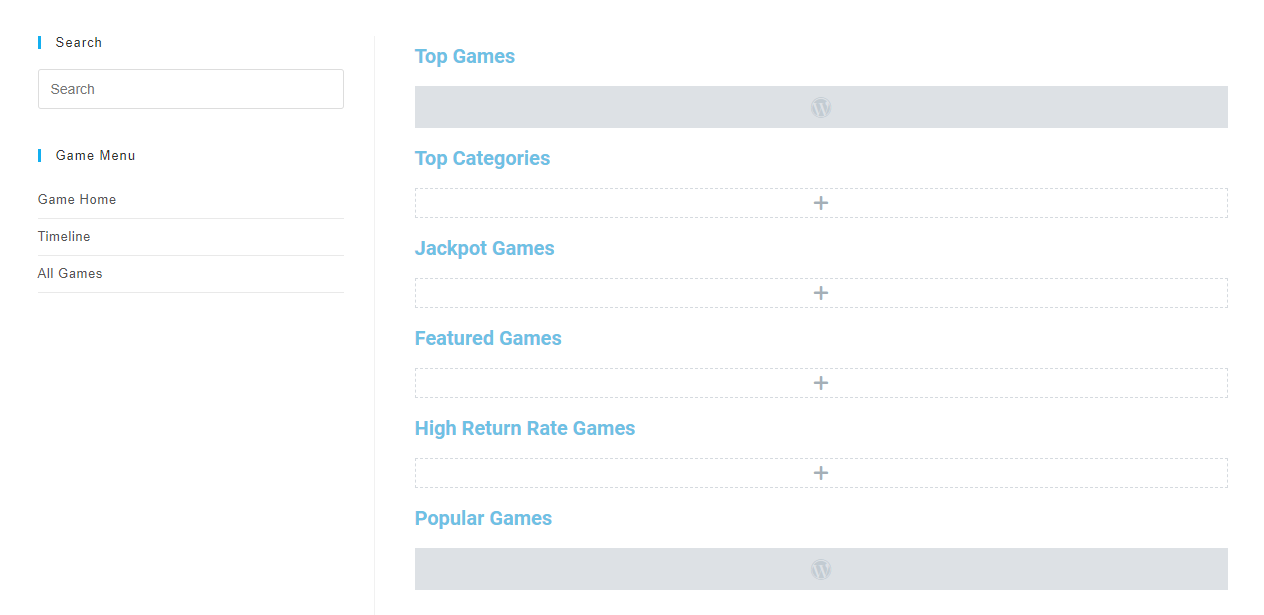 Search
Search
Game Menu
Game Home
Timeline
All Games
Top Games
Top Categories
Jackpot Games
Featured Games
High Return Rate Games
Popular Games